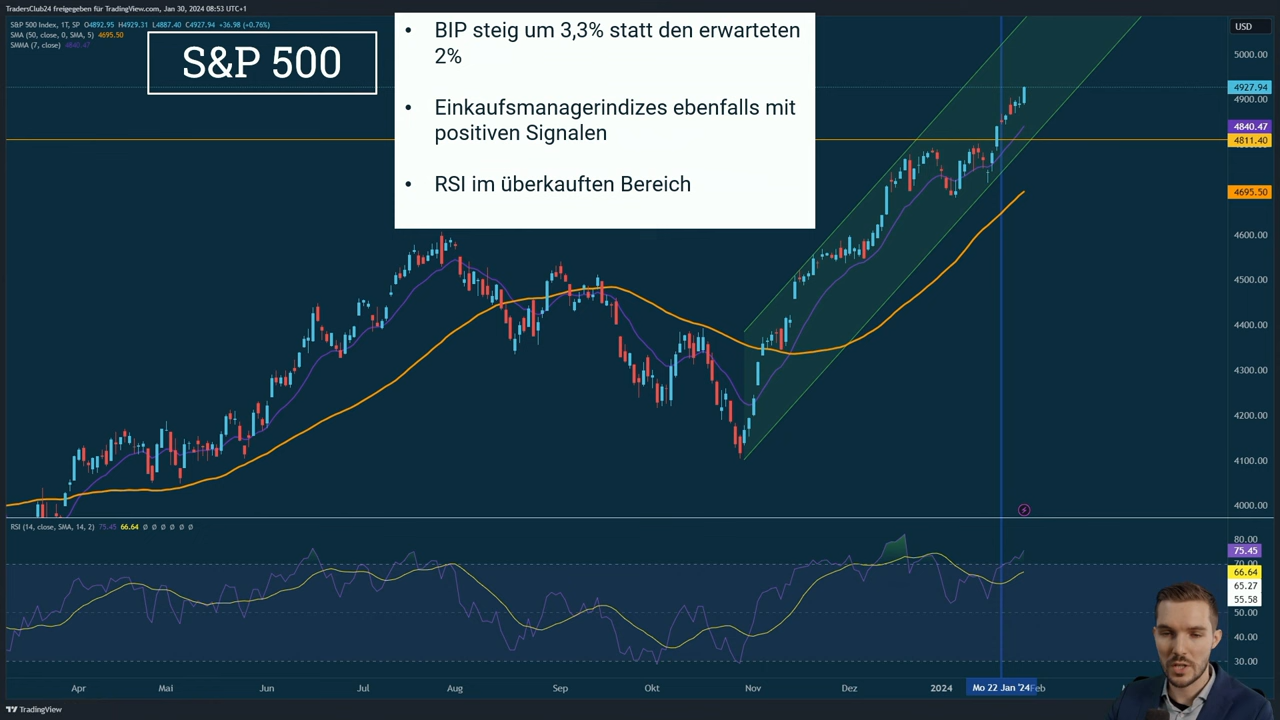 TradersClub24 freigegeben für TradingView.com, Jan 30, 2024 08:53 UTC+1
S&P 500 Index, 1T, SP O4892.95 H4929.31 L4887.40 C4927.94 +36.98 (+0.76%)
SMA (50, close, 0, SMA, 5) 4695.50
SMMA (7, close) 4840.47
S&P 500
• BIP steig um 3,3% statt den erwarteten
2%
• Einkaufsmanagerindizes ebenfalls mit
positiven Signalen
• RSI im überkauften Bereich
USD
5000.00
4927.94
4900.00
4840.47
4811.40
4695.50
4600.00
4500.00
4400.00
4300.00
4200.00
4100.00
4000.00
RSI (14, close, SMA, 14, 2) 75.45 66.64 Ø Ø Ø Ø Ø Ø
80.00
75.45
70.00
66.64
65.27
55.58
50.00
40.00
30.00
Apr Mai Jun Jul Aug Sep Okt Nov Dez 2024 Mo 22 Jan '24 Feb
TradingView